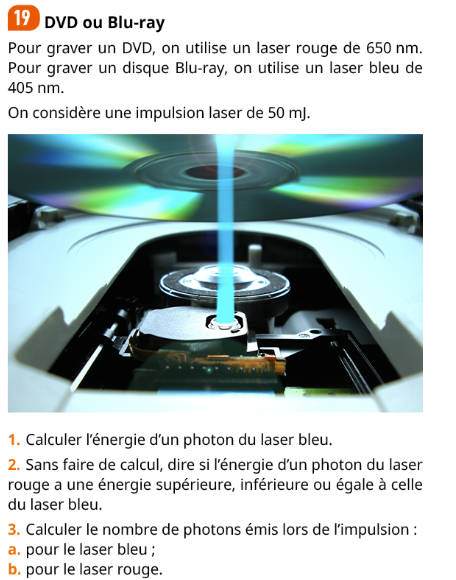 19 DVD ou Blu-ray
Pour graver un DVD, on utilise un laser rouge de 650 nm.
Pour graver un disque Blu-ray, on utilise un laser bleu de
405 nm.
On considère une impulsion laser de 50 mJ.
1. Calculer l'énergie d'un photon du laser bleu.
2. Sans faire de calcul, dire si l'énergie d'un photon du laser
rouge a une énergie supérieure, inférieure ou égale à celle
du laser bleu.
3. Calculer le nombre de photons émis lors de l'impulsion :
a. pour le laser bleu ;
b. pour le laser rouge.